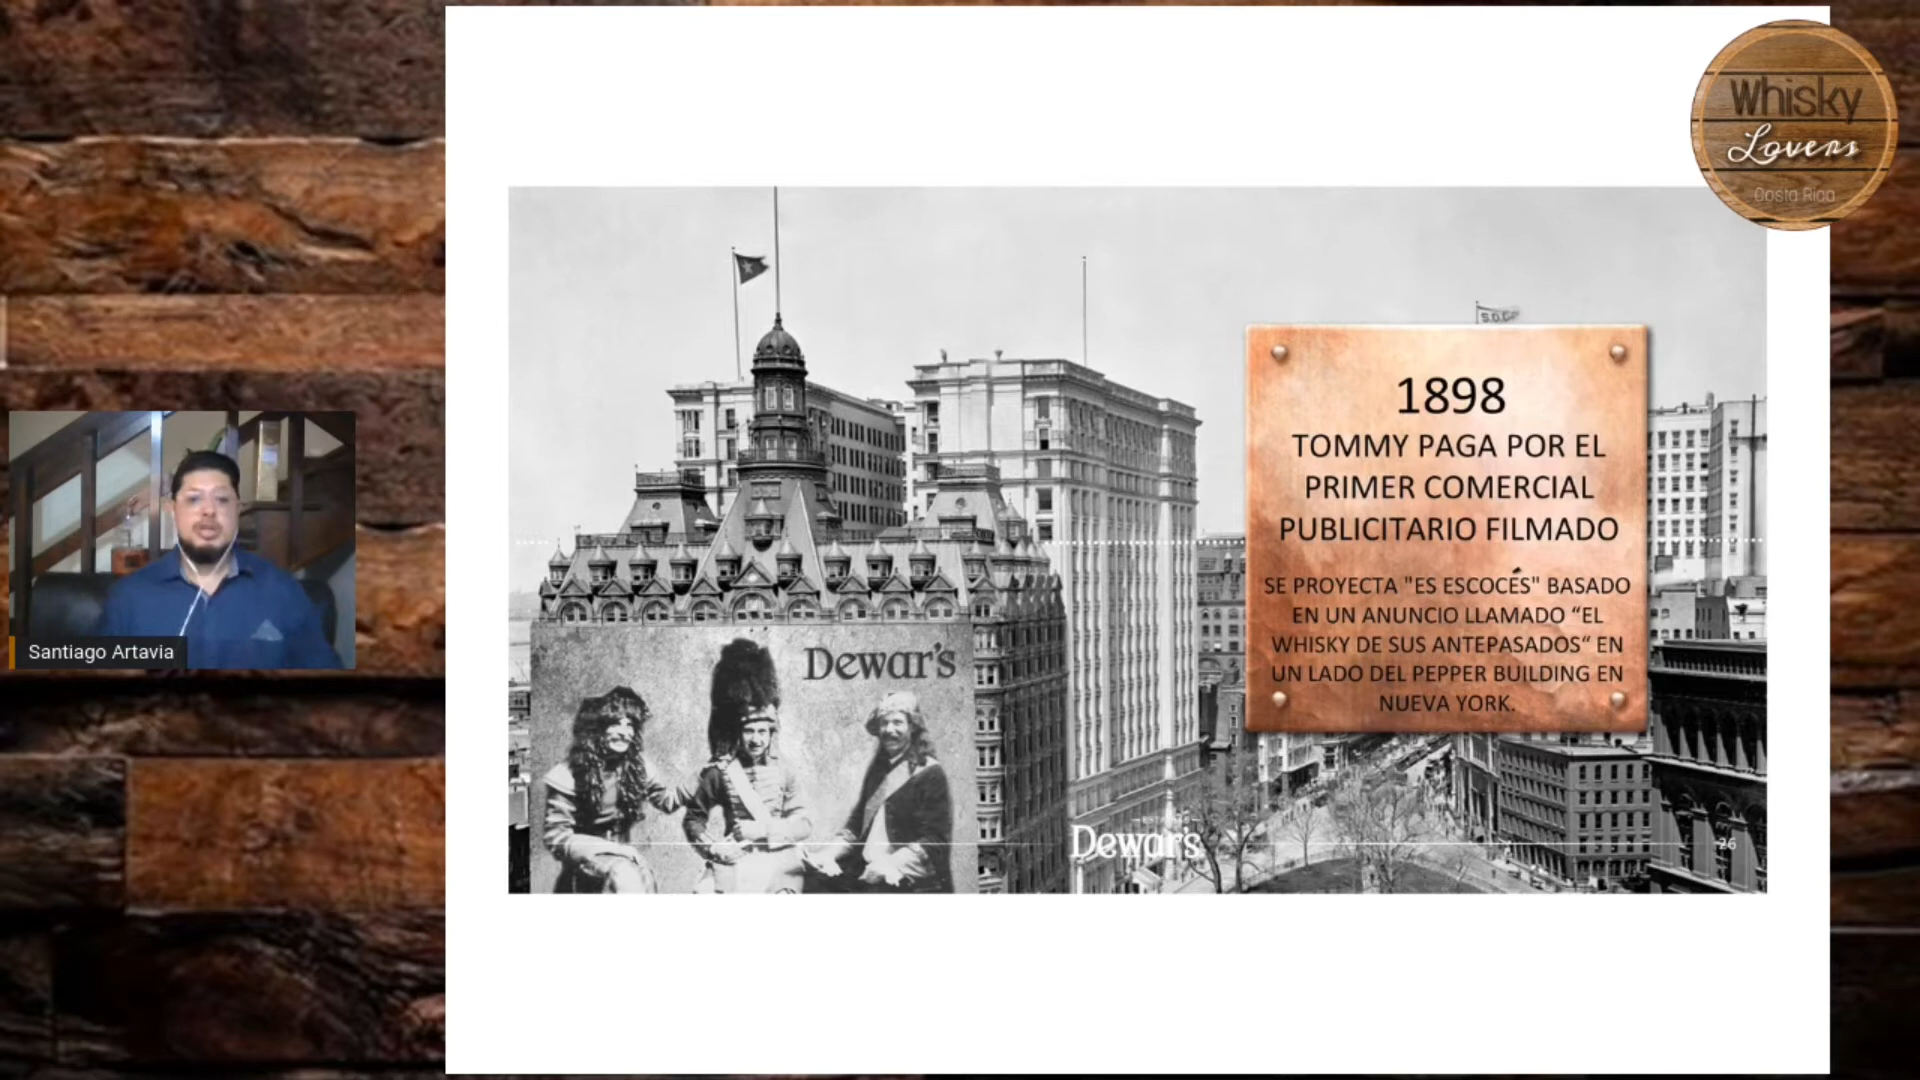 Whisky
Lovers
Costa Rica
S.O.C.
1898
TOMMY PAGA POR EL
PRIMER COMERCIAL
PUBLICITARIO FILMADO
SE PROYECTA "ES ESCOCÉS" BASADO
EN UN ANUNCIO LLAMADO “EL
WHISKY DE SUS ANTEPASADOS“ EN
UN LADO DEL PEPPER BUILDING EN
NUEVA YORK.
Santiago Artavia
Dewar's
Dewar's
26